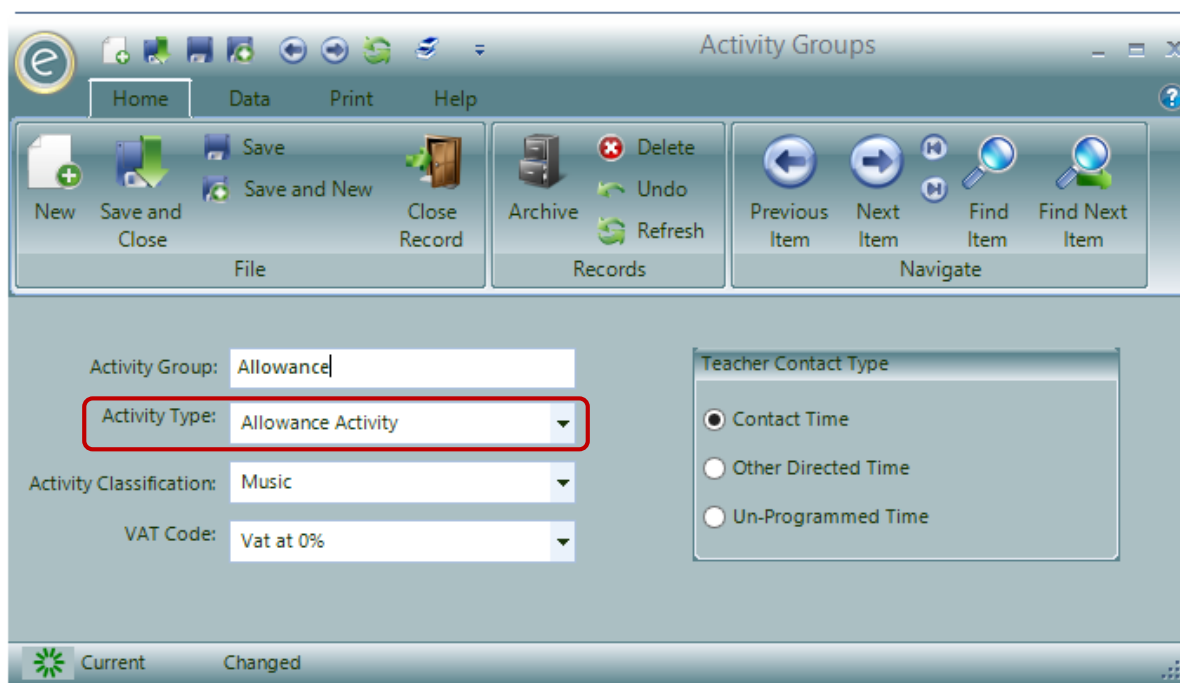 e
Activity Groups
Home Data Print Help
New
Save and Close
Save
Save and New
Close Record
File
Archive
Delete
Undo
Refresh
Records
Previous Item
Next Item
Find Item
Find Next Item
Navigate
Activity Group: Allowance
Activity Type: Allowance Activity
Activity Classification: Music
VAT Code: Vat at 0%
Teacher Contact Type
Contact Time
Other Directed Time
Un-Programmed Time
Current Changed